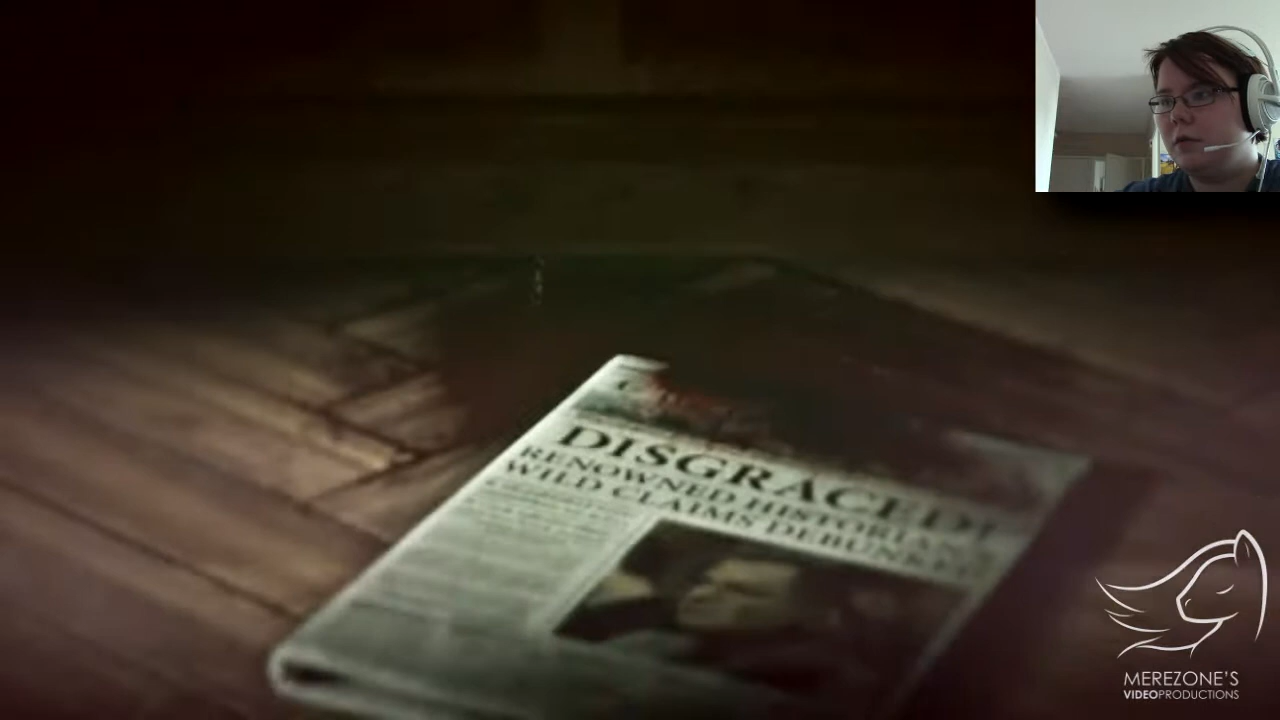 DISGRACED!
RENOWNED HISTORIAN'S
WILD CLAIMS DEBUNKED
MEREZONE'S
VIDEOPRODUCTIONS